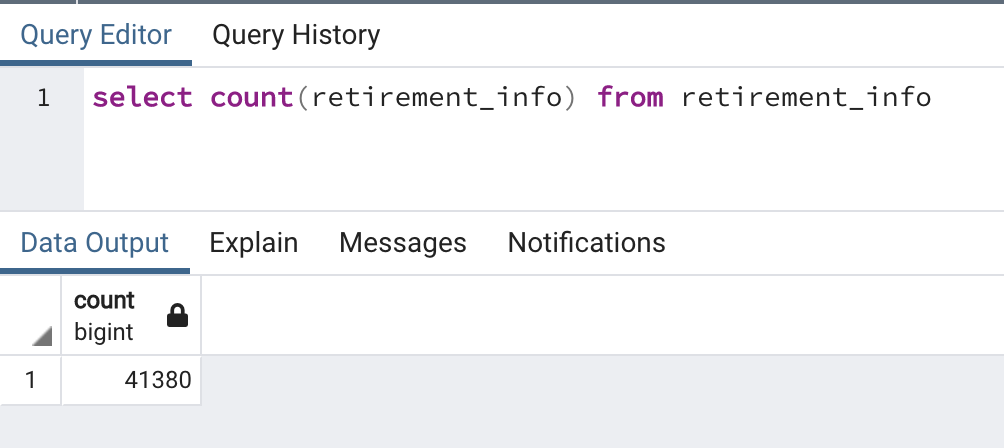 Query Editor Query History
1 select count(retirement_info) from retirement_info
Data Output Explain Messages Notifications
count
bigint
1 41380